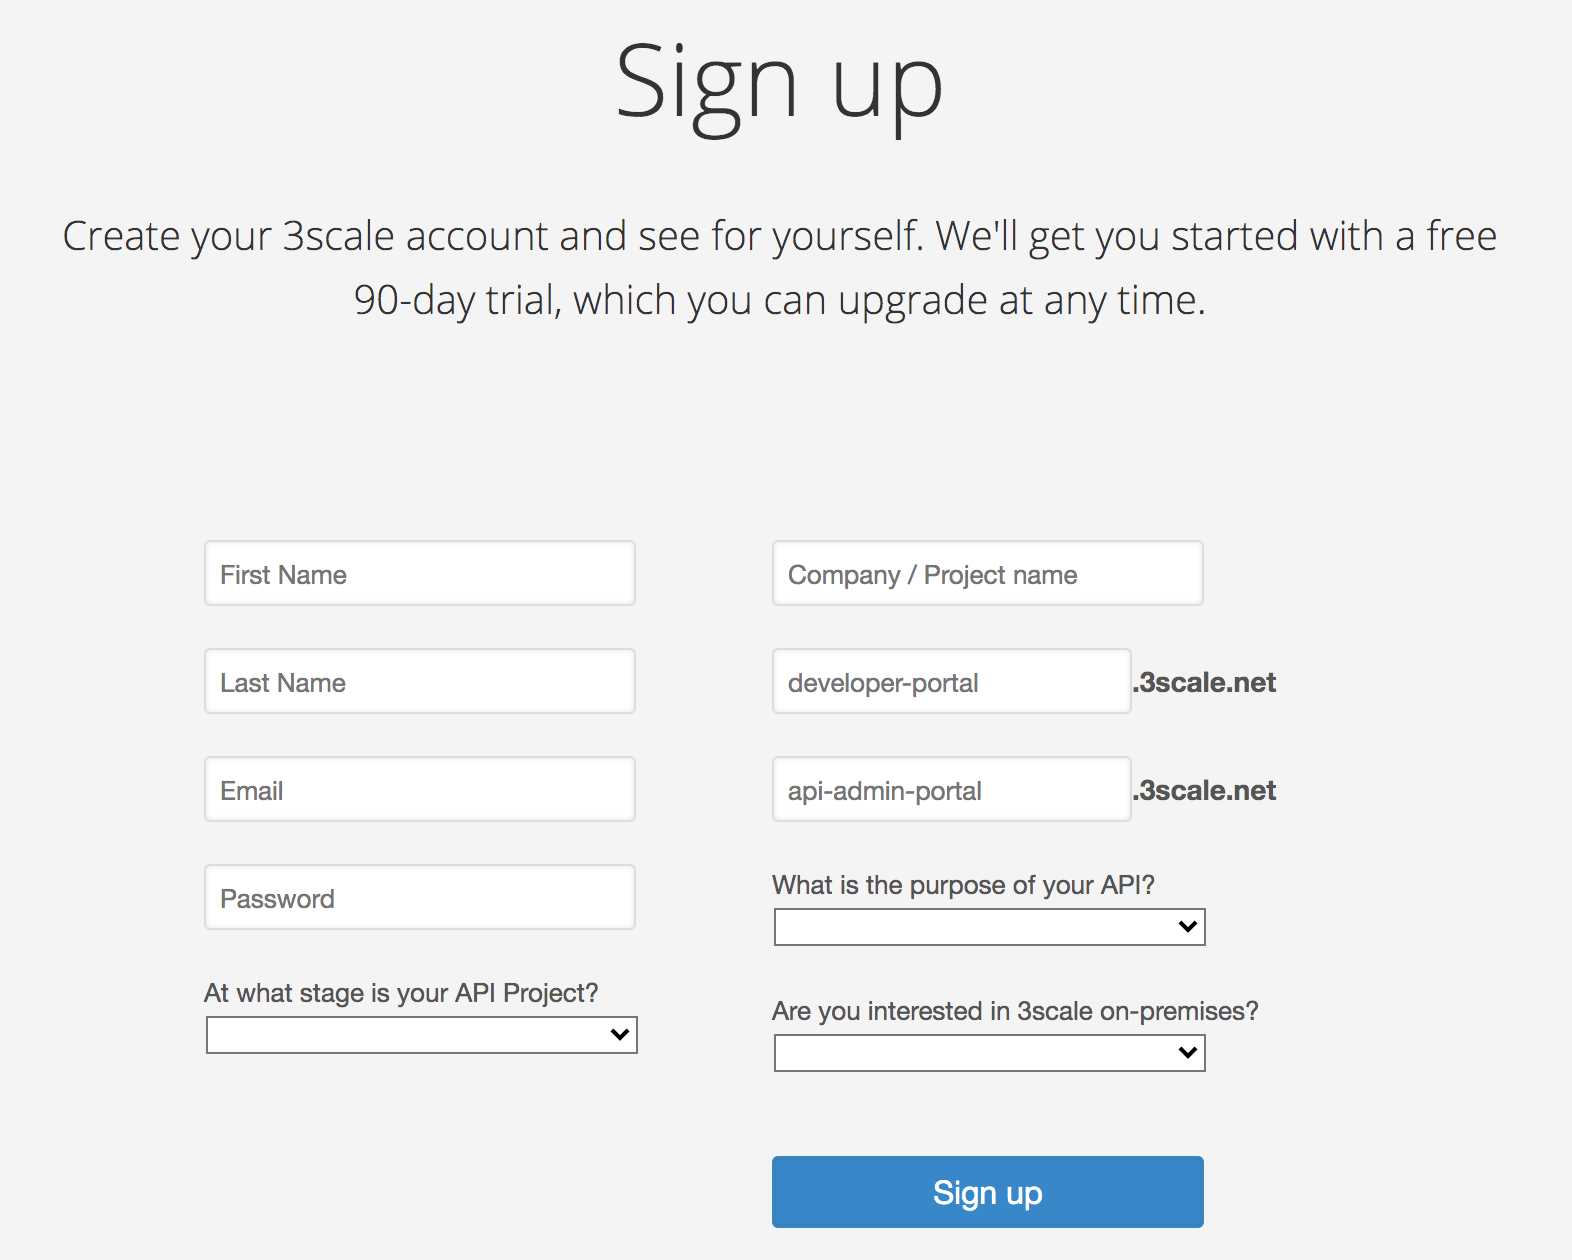 Sign up
Create your 3scale account and see for yourself. We'll get you started with a free
90-day trial, which you can upgrade at any time.
First Name
Last Name
Email
Password
At what stage is your API Project?
Company / Project name
developer-portal .3scale.net
api-admin-portal .3scale.net
What is the purpose of your API?
Are you interested in 3scale on-premises?
Sign up